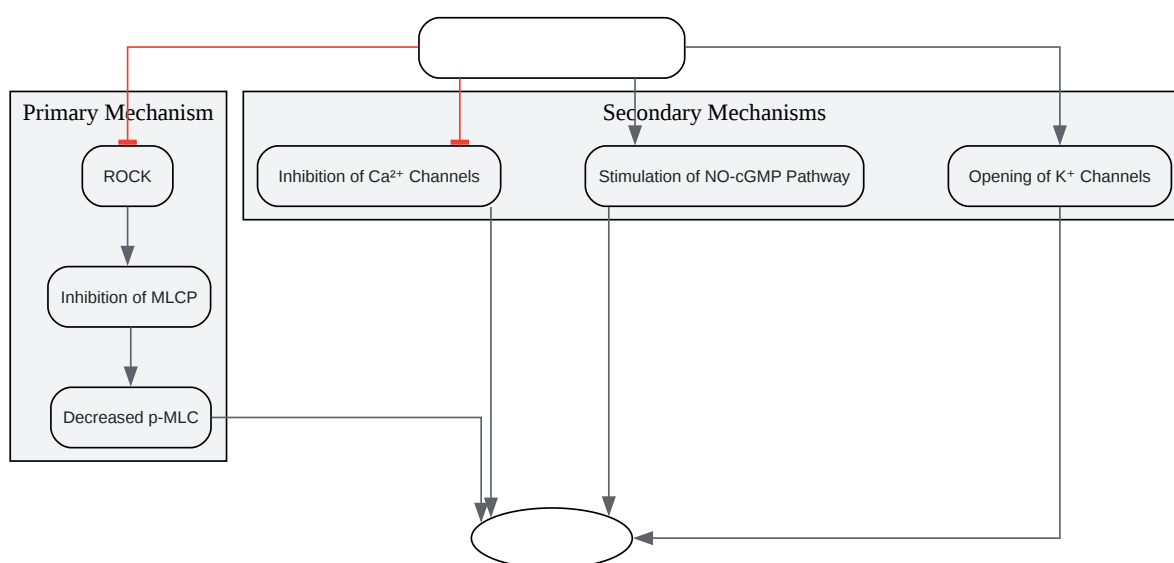 Primary Mechanism
Secondary Mechanisms
ROCK
Inhibition of Ca²⁺ Channels
Stimulation of NO-cGMP Pathway
Opening of K⁺ Channels
Inhibition of MLCP
Decreased p-MLC